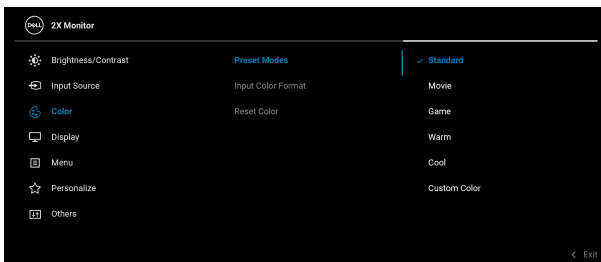 DELL 2X Monitor
Brightness/Contrast Preset Modes Standard
Input Source Input Color Format Movie
Color Reset Color Game
Display Warm
Menu Cool
Personalize Custom Color
Others
Exit